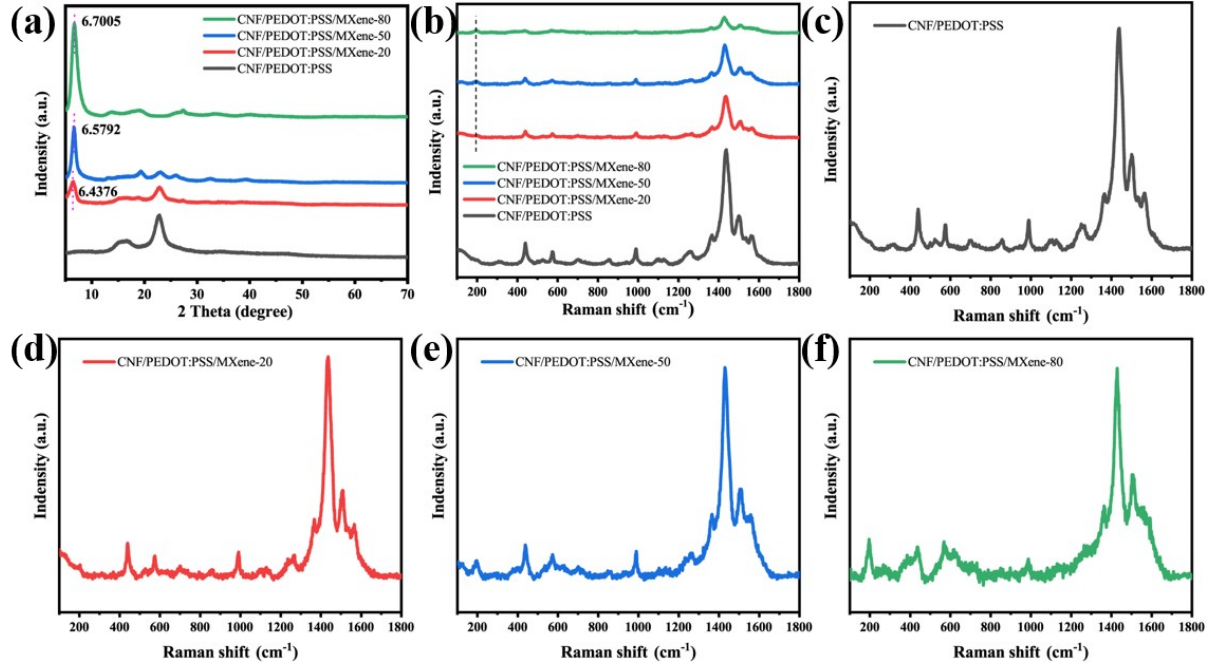 (a)
6.7005
6.5792
6.4376
CNF/PEDOT:PSS/MXene-80
CNF/PEDOT:PSS/MXene-50
CNF/PEDOT:PSS/MXene-20
CNF/PEDOT:PSS
Indensity (a.u.)
10 20 30 40 50 60 70
2 Theta (degree)
(b)
CNF/PEDOT:PSS/MXene-80
CNF/PEDOT:PSS/MXene-50
CNF/PEDOT:PSS/MXene-20
CNF/PEDOT:PSS
Indensity (a.u.)
200 400 600 800 1000 1200 1400 1600 1800
Raman shift (cm-1)
(c)
CNF/PEDOT:PSS
Indensity (a.u.)
200 400 600 800 1000 1200 1400 1600 1800
Raman shift (cm-1)
(d)
CNF/PEDOT:PSS/MXene-20
Indensity (a.u.)
200 400 600 800 1000 1200 1400 1600 1800
Raman shift (cm-1)
(e)
CNF/PEDOT:PSS/MXene-50
Indensity (a.u.)
200 400 600 800 1000 1200 1400 1600 1800
Raman shift (cm-1)
(f)
CNF/PEDOT:PSS/MXene-80
Indensity (a.u.)
200 400 600 800 1000 1200 1400 1600 1800
Raman shift (cm-1)